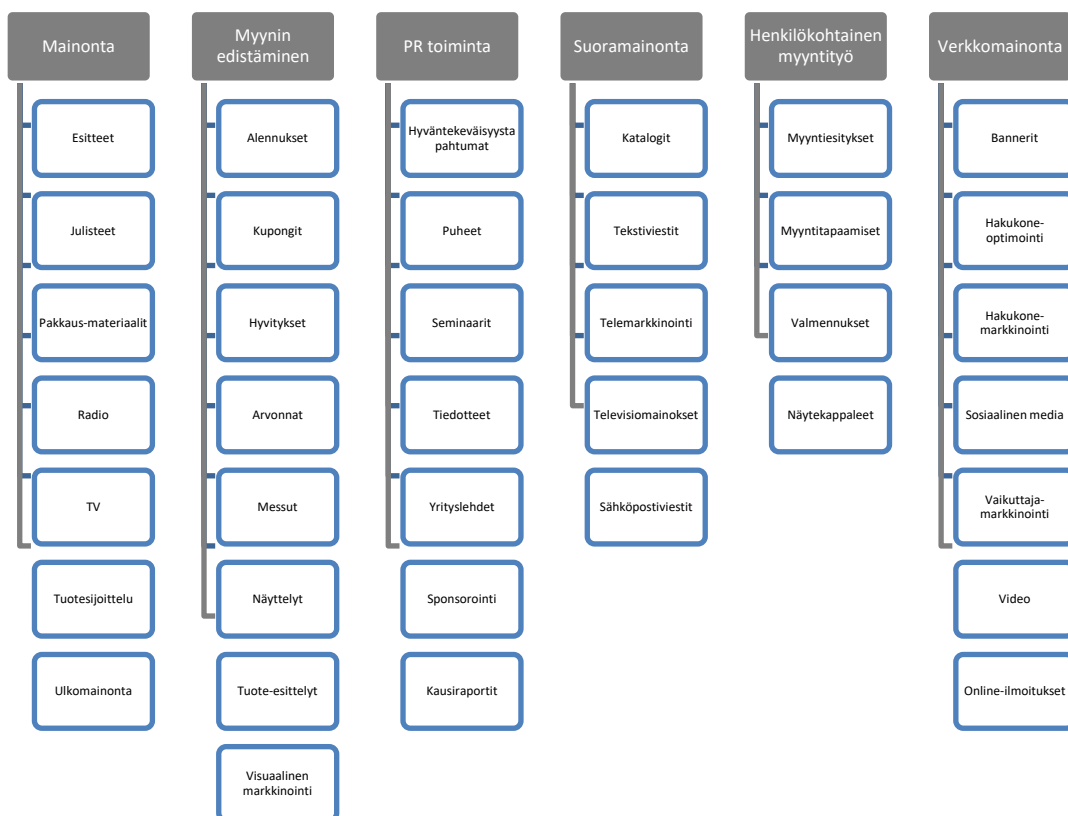 Mainonta
Esitteet
Julisteet
Pakkaus-materiaalit
Radio
TV
Tuotesijoittelu
Ulkomainonta
Myynin
edistäminen
Alennukset
Kupongit
Hyvitykset
Arvonnat
Messut
Näyttelyt
Tuote-esittelyt
Visuaalinen
markkinointi
PR toiminta
Hyväntekeväisyysta
pahtumat
Puheet
Seminaarit
Tiedotteet
Yrityslehdet
Sponsorointi
Kausiraportit
Suoramainonta
Katalogit
Tekstiviestit
Telemarkkinointi
Televisiomainokset
Sähköpostiviestit
Henkilökohtainen
myyntityö
Myyntiesitykset
Myyntitapaamiset
Valmennukset
Näytekappaleet
Verkkomainonta
Bannerit
Hakukone-
optimointi
Hakukone-
markkinointi
Sosiaalinen media
Vaikuttaja-
markkinointi
Video
Online-ilmoitukset